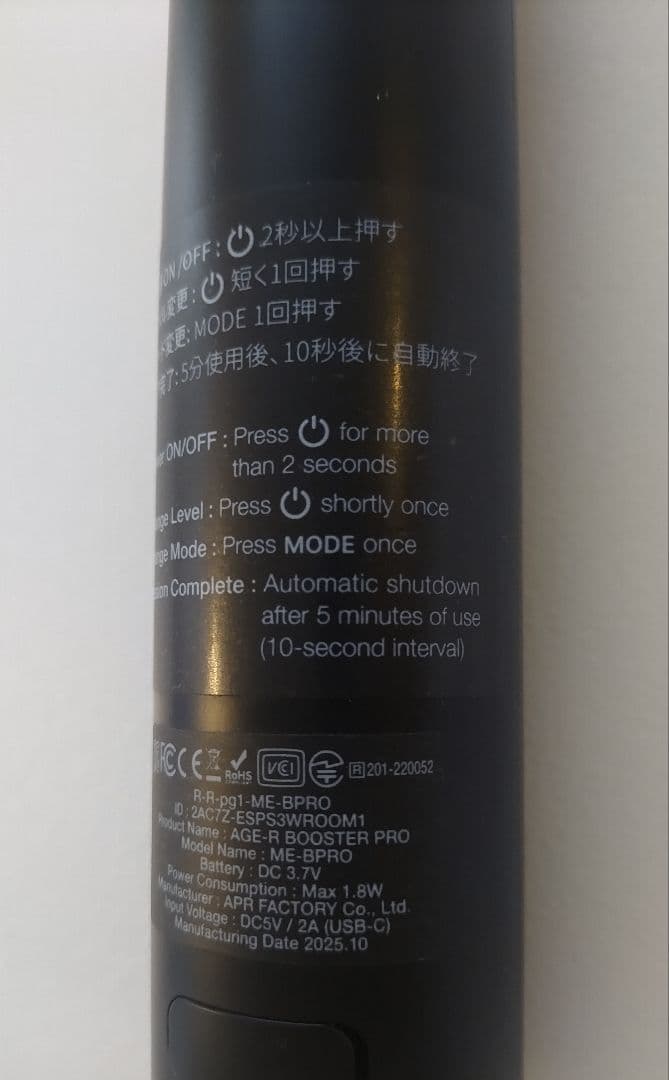 ON/OFF : 2秒以上押す
変更 : 短く1回押す
変更: MODE 1回押す
完了: 5分使用後、10秒後に自動終了
ON/OFF : Press for more
than 2 seconds
Level : Press shortly once
Mode : Press MODE once
Complete : Automatic shutdown
after 5 minutes of use
(10-second interval)
FC CE RoHS VCCI R 201-220052
R-R-pg1-ME-BPRO
ID : 2AC7Z-ESPS3WROOM1
Product Name : AGE-R BOOSTER PRO
Model Name : ME-BPRO
Battery : DC 3.7V
Power Consumption : Max 1.8W
Manufacturer : APR FACTORY Co., Ltd.
Input Voltage : DC5V / 2A (USB-C)
Manufacturing Date 2025.10